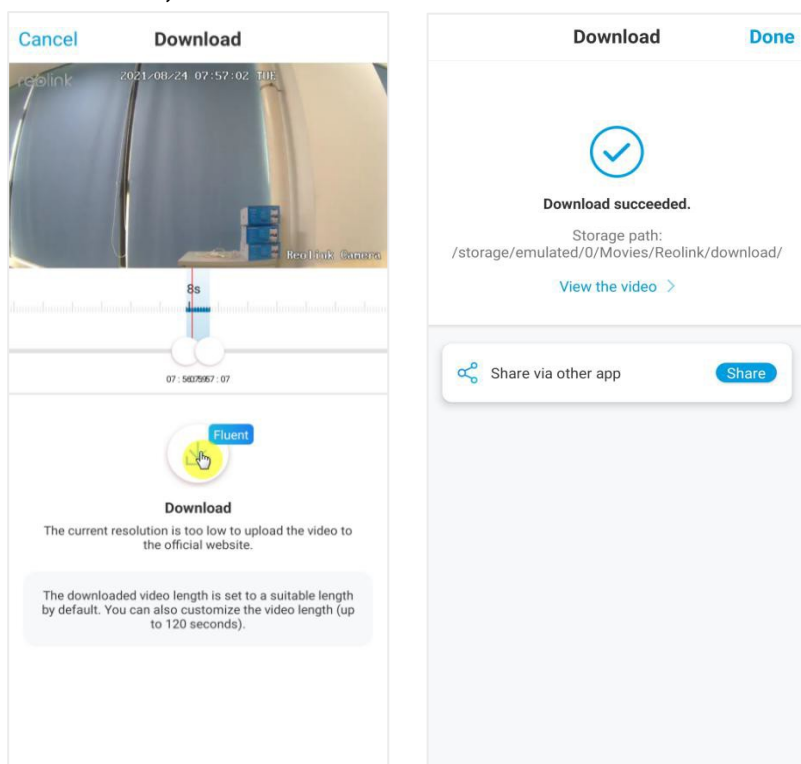 Cancel
Download
reolink
2021/08/24 07:57:02 TUE
Reolink Camera
8s
Fluent
Download
The current resolution is too low to upload the video to
the official website.
The downloaded video length is set to a suitable length
by default. You can also customize the video length (up
to 120 seconds).
Download
Done
Download succeeded.
Storage path:
/storage/emulated/0/Movies/Reolink/download/
View the video >
Share via other app
Share